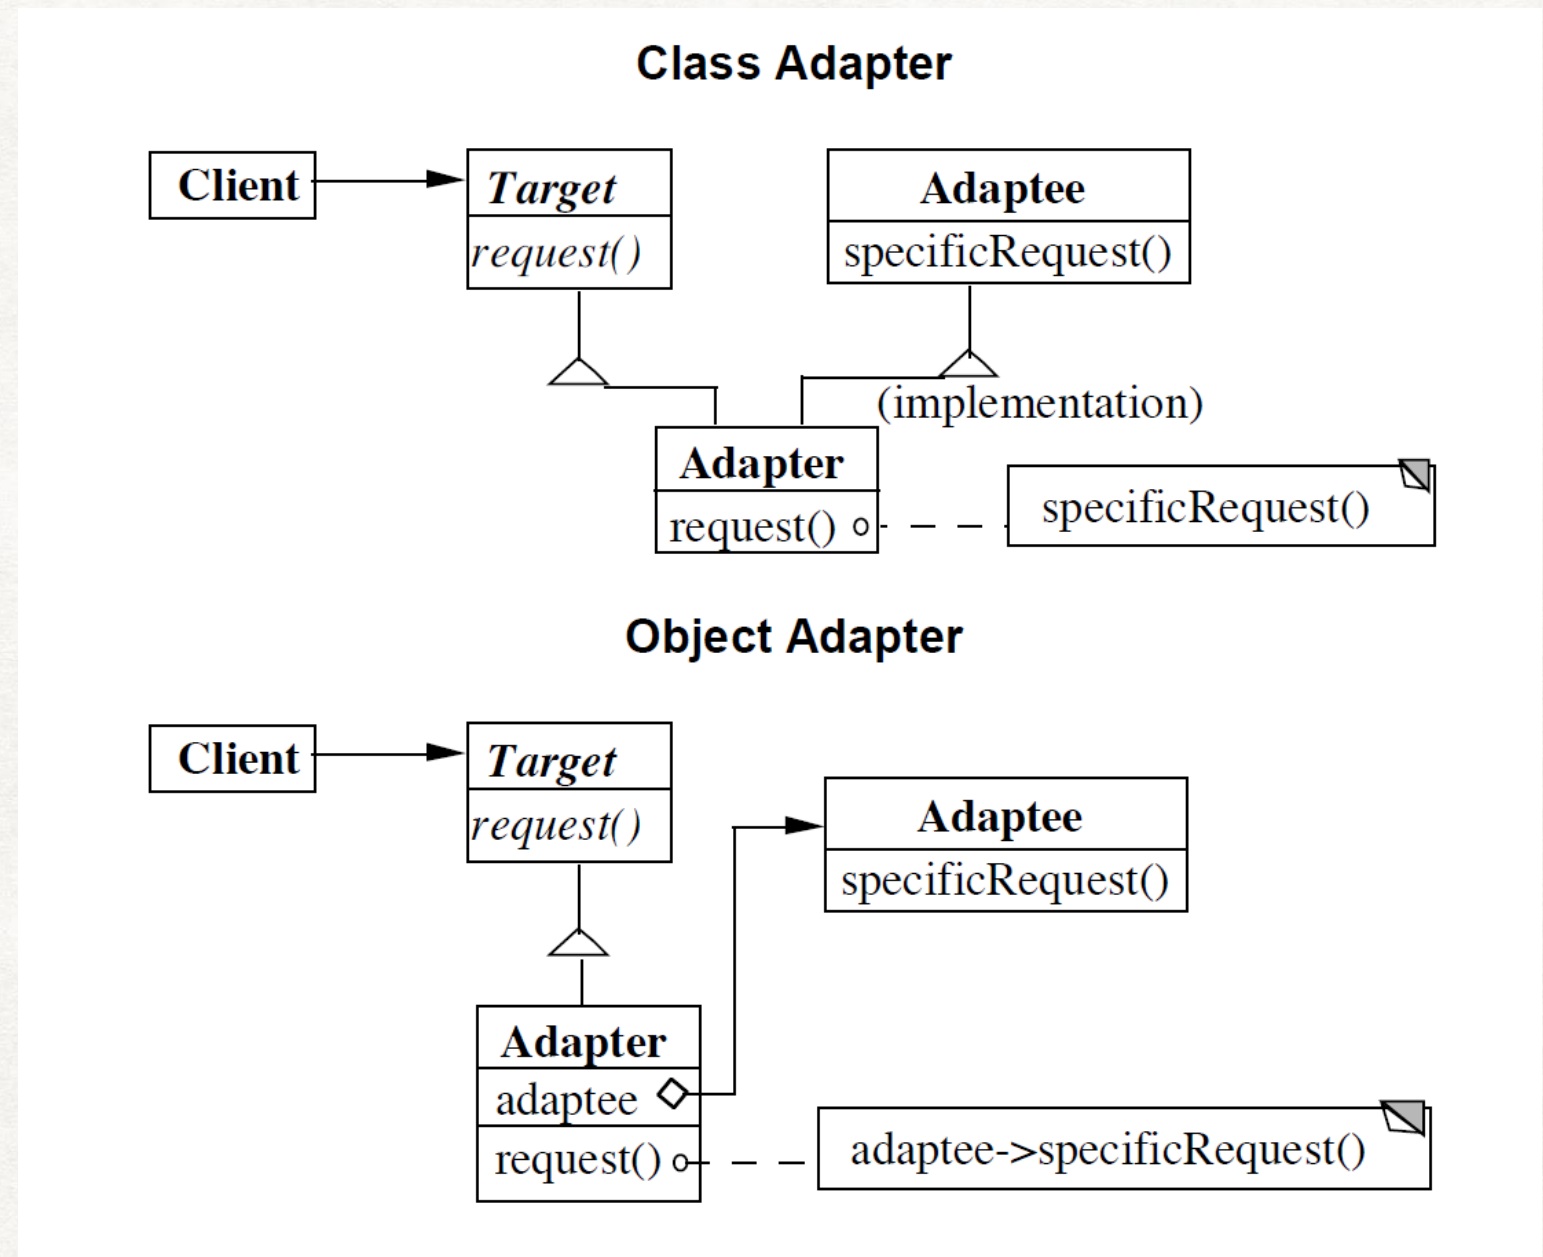 Class Adapter
Client
Target
request()
Adaptee
specificRequest()
(implementation)
Adapter
request()
specificRequest()
Object Adapter
Client
Target
request()
Adaptee
specificRequest()
Adapter
adaptee
request()
adaptee->specificRequest()